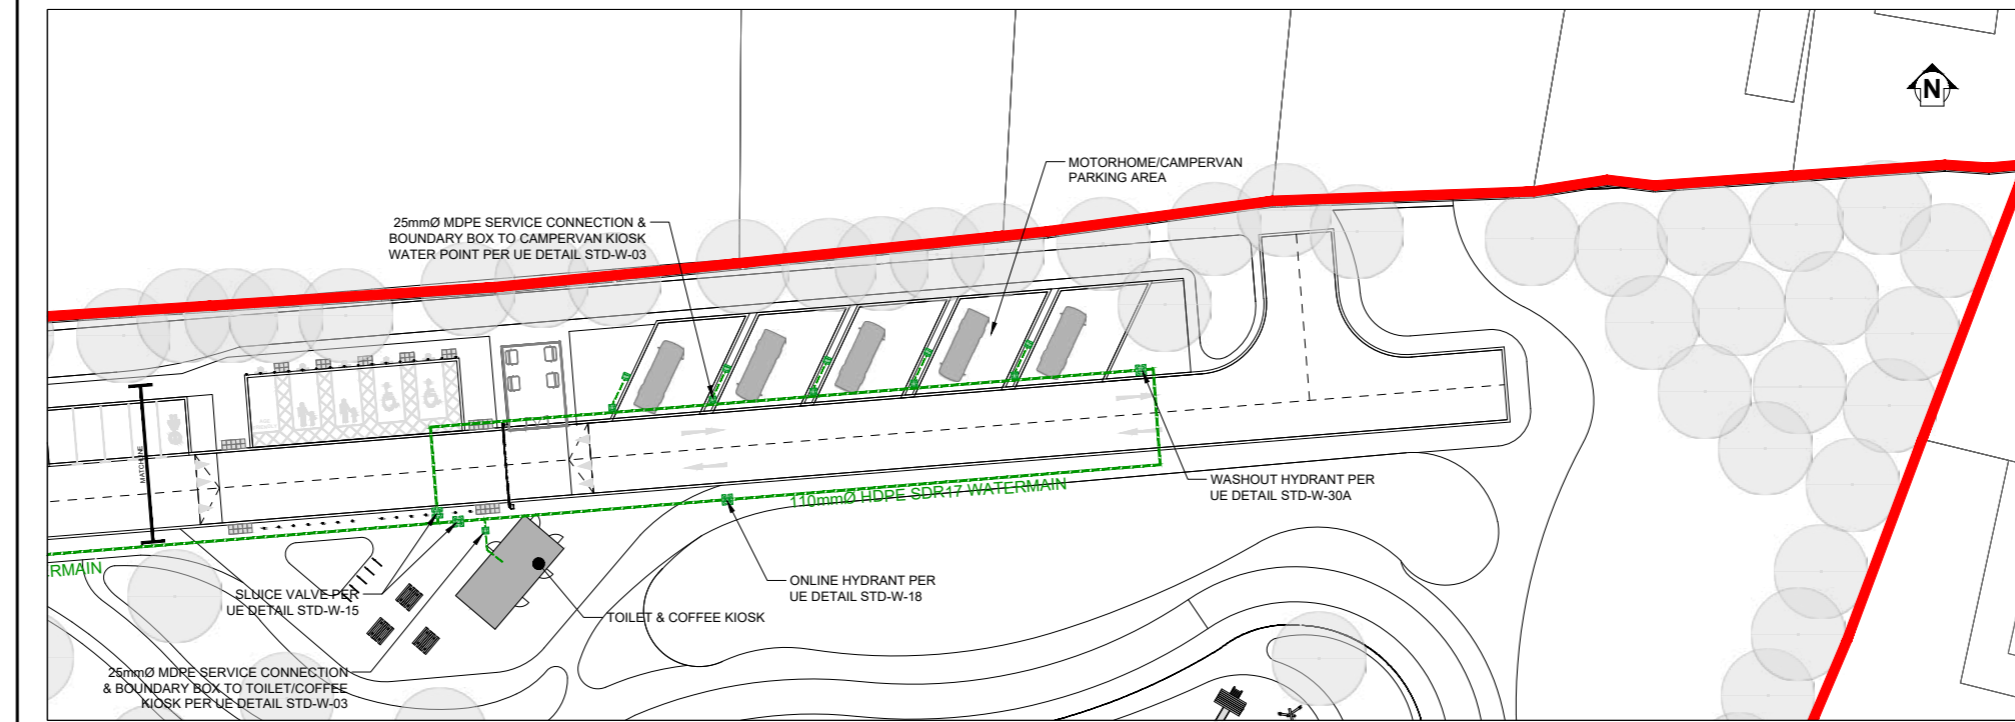 N
MOTORHOME/CAMPERVAN
PARKING AREA
25mmØ MDPE SERVICE CONNECTION &
BOUNDARY BOX TO CAMPERVAN KIOSK
WATER POINT PER UE DETAIL STD-W-03
MATCHLINE
WASHOUT HYDRANT PER
UE DETAIL STD-W-30A
110mmØ HDPE SDR17 WATERMAIN
RMAIN
SLUICE VALVE PER
UE DETAIL STD-W-15
ONLINE HYDRANT PER
UE DETAIL STD-W-18
TOILET & COFFEE KIOSK
25mmØ MDPE SERVICE CONNECTION
& BOUNDARY BOX TO TOILET/COFFEE
KIOSK PER UE DETAIL STD-W-03